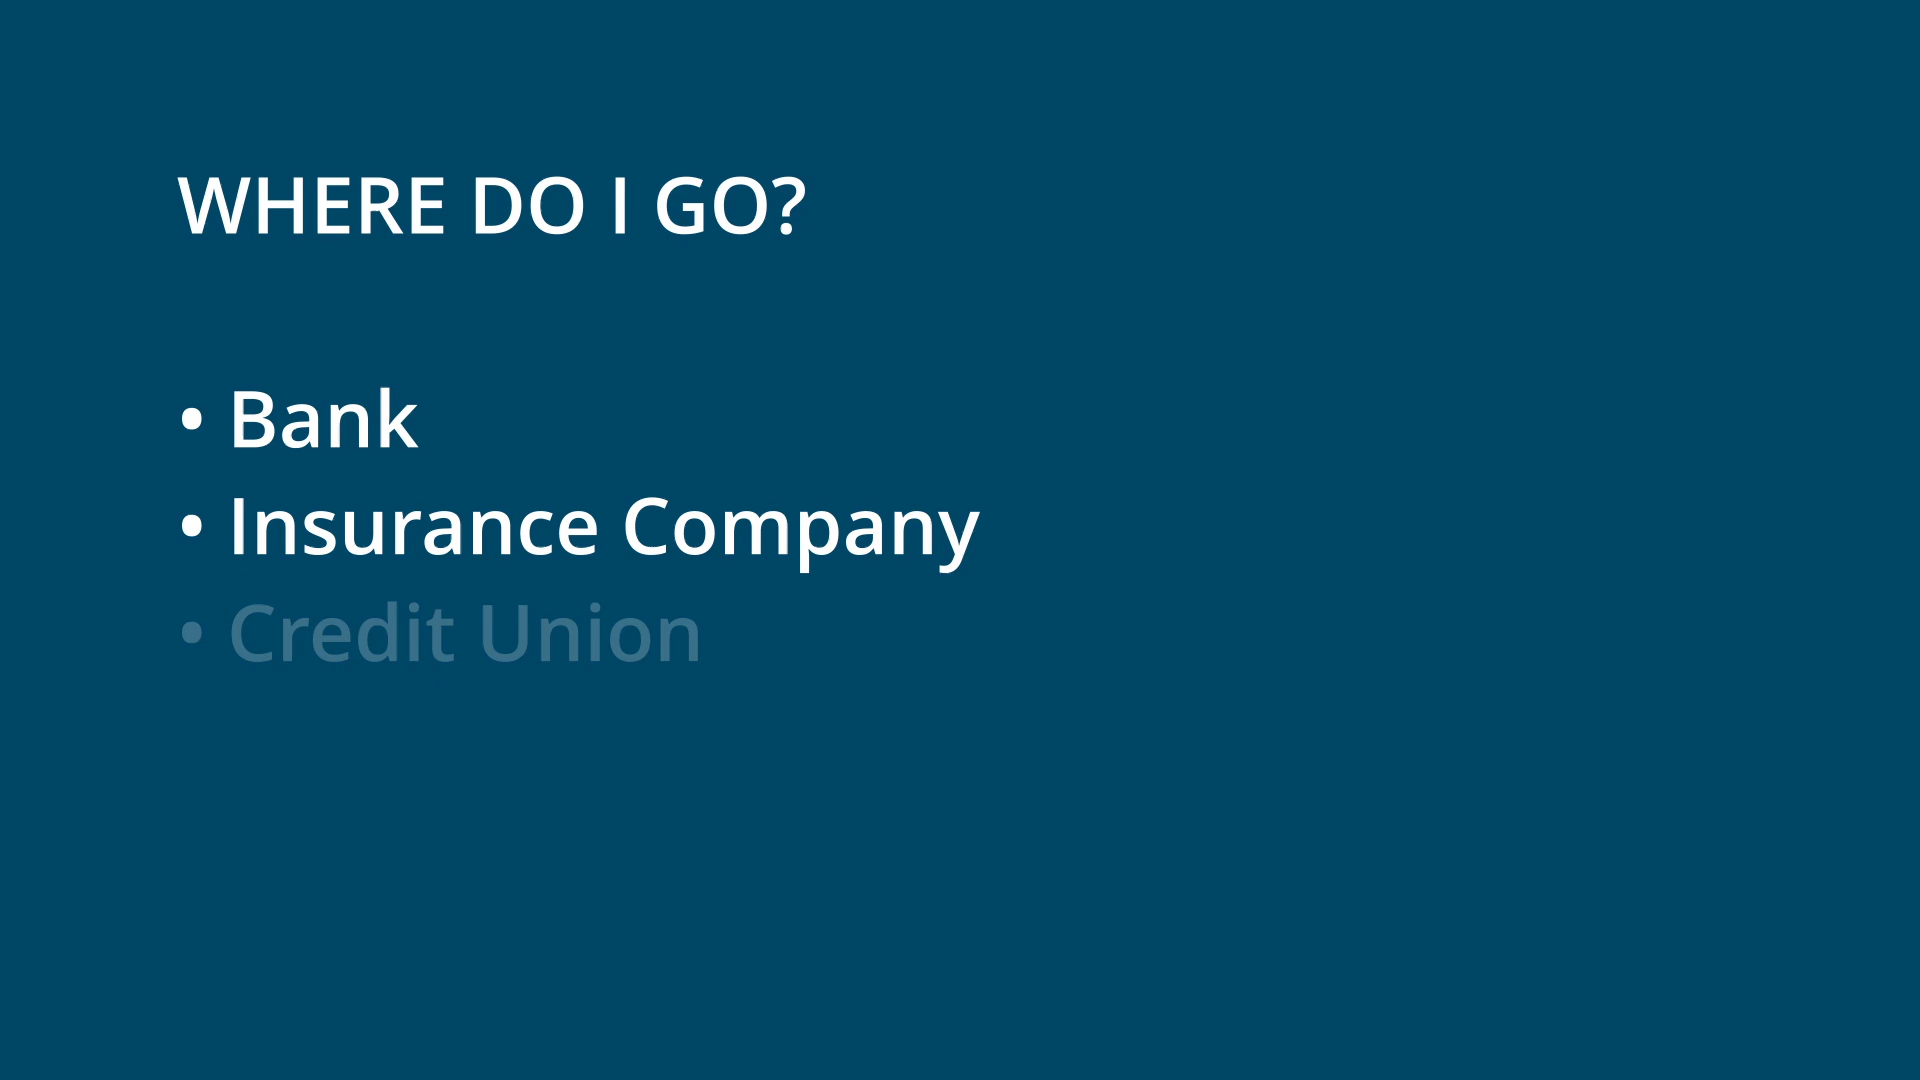 WHERE DO I GO?
• Bank
• Insurance Company
• Credit Union